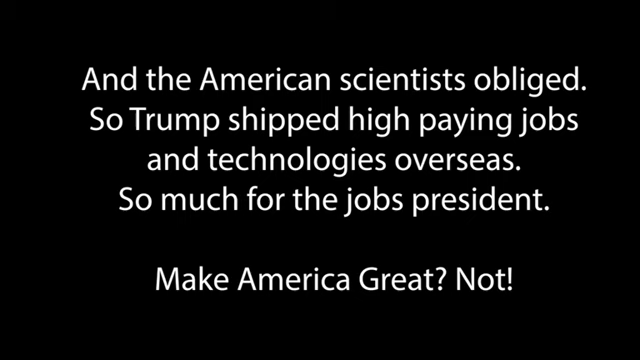 And the American scientists obliged.
So Trump shipped high paying jobs
and technologies overseas.
So much for the jobs president.
Make America Great? Not!